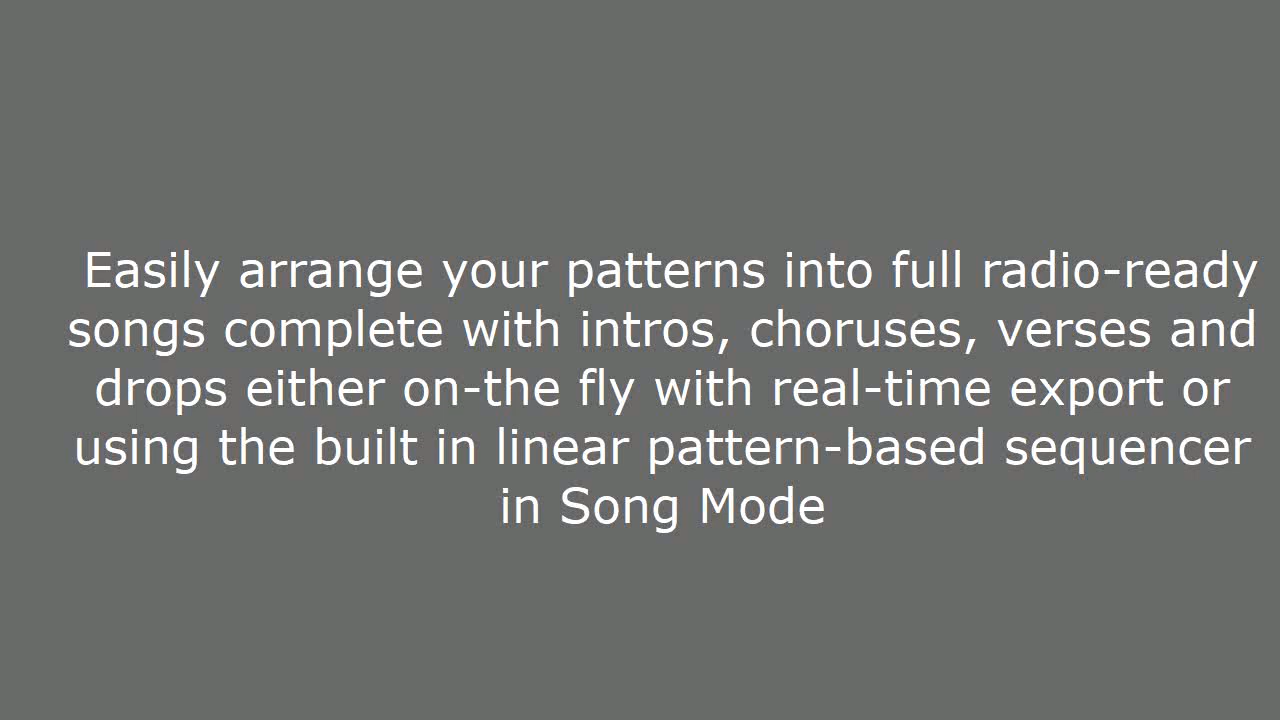 Easily arrange your patterns into full radio-ready
songs complete with intros, choruses, verses and
drops either on-the fly with real-time export or
using the built in linear pattern-based sequencer
in Song Mode